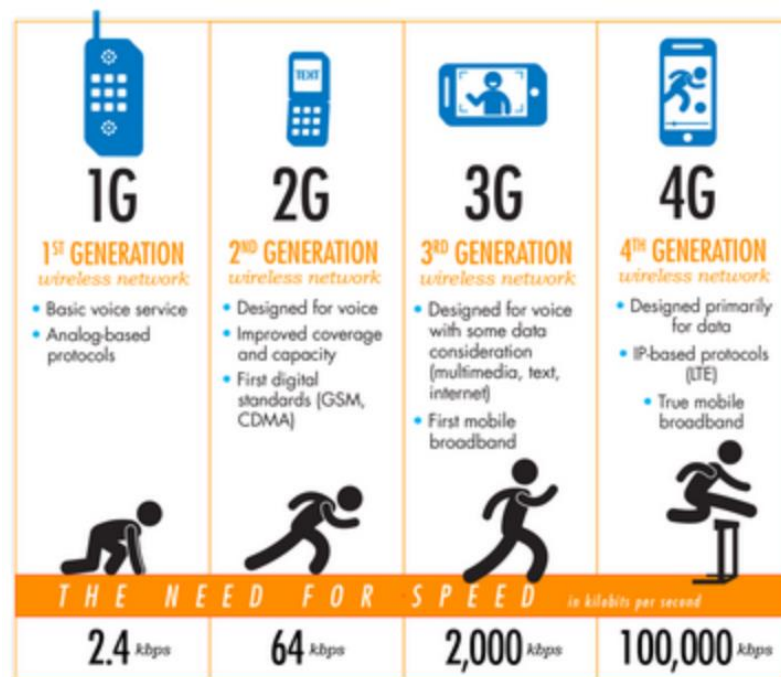 TEXT
1G
1ST GENERATION
wireless network
• Basic voice service
• Analog-based
protocols
2G
2ND GENERATION
wireless network
• Designed for voice
• Improved coverage
and capacity
• First digital
standards (GSM,
CDMA)
3G
3RD GENERATION
wireless network
• Designed for voice
with some data
consideration
(multimedia, text,
internet)
• First mobile
broadband
4G
4TH GENERATION
wireless network
• Designed primarily
for data
• IP-based protocols
(LTE)
• True mobile
broadband
THE NEED FOR SPEED in kilobits per second
2.4 kbps
64 kbps
2,000 kbps
100,000 kbps